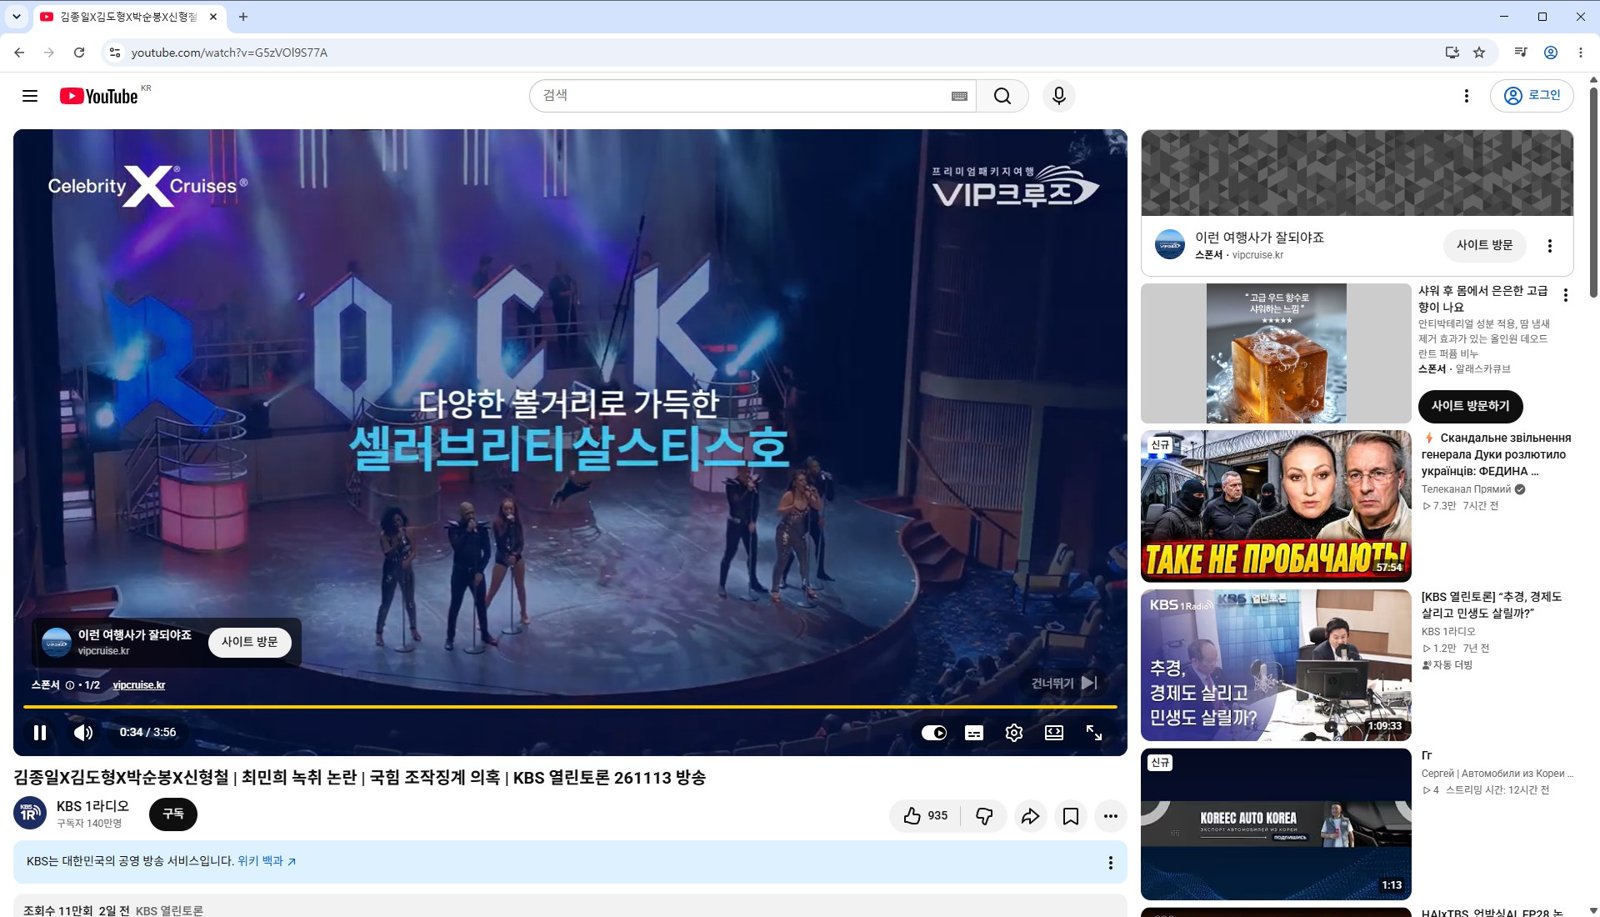 김종일X김도형X박순봉X신형철
youtube.com/watch?v=G5zVOl9S77A
YouTube KR
검색
로그인
Celebrity X Cruises®
프리미엄패키지여행
VIP크루즈
ROCK
다양한 볼거리로 가득한
셀러브리티 살스티스호
이런 여행사가 잘되야죠
vipcruise.kr
사이트 방문
스폰서 • 1/2 vipcruise.kr
건너뛰기
0:34 / 3:56
김종일X김도형X박순봉X신형철 | 최민희 녹취 논란 | 국힘 조작징계 의혹 | KBS 열린토론 261113 방송
KBS 1R
KBS 1라디오
구독자 140만명
구독
935
KBS는 대한민국의 공영 방송 서비스입니다. 위키 백과
조회수 11만회 2일 전 KBS 열린토론
이런 여행사가 잘되야죠
스폰서 · vipcruise.kr
사이트 방문
"고급 우드 향수로
샤워하는 느낌"
★★★★★
샤워 후 몸에서 은은한 고급
향이 나요
안티박테리얼 성분 적용, 땀 냄새
제거 효과가 있는 올인원 데오드
란트 퍼퓸 비누
스폰서 · 알래스카큐브
사이트 방문하기
신규
ТАКЕ НЕ ПРОБАЧАЮТЬ!
57:54
⚡ Скандальне звільнення
генерала Дуки розлютило
українців: ФЕДИНА ...
Телеканал Прямий
7.3만 7시간 전
KBS 1Radio
KBS 열린토론
추경,
경제도 살리고
민생도 살릴까?
1:09:33
[KBS 열린토론] “추경, 경제도
살리고 민생도 살릴까?”
KBS 1라디오
1.2만 7년 전
자동 더빙
신규
KOREEC AUTO KOREA
ЭКСПОРТ АВТОМОБИЛЕЙ ИЗ КОРЕИ
ПОДПИШИСЬ
1:13
Гг
Сергей | Автомобили из Кореи ...
4 스트리밍 시간: 12시간 전